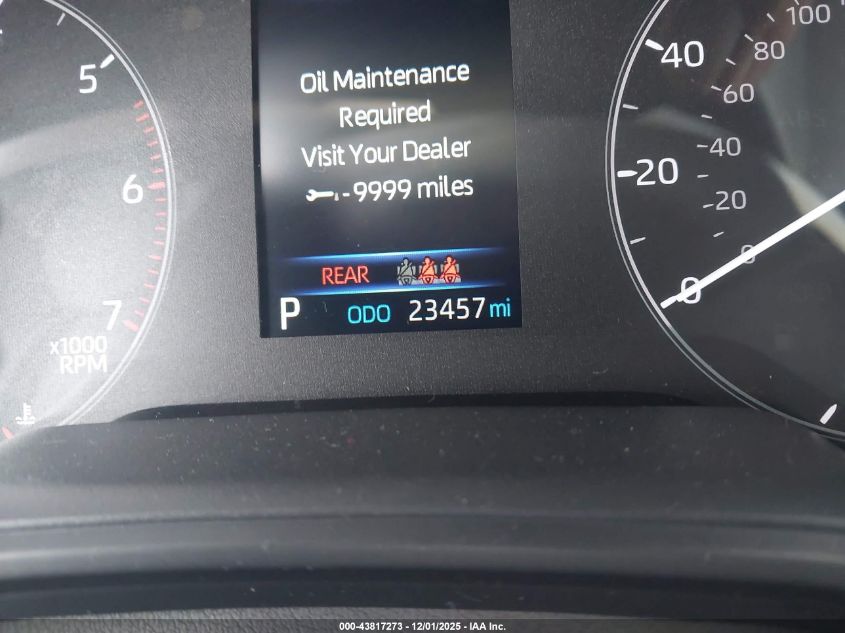 Oil Maintenance
Required
Visit Your Dealer
-9999 miles
REAR
P ODO 23457 mi
5
6
7
x1000
RPM
100
80
60
40
20
0
40
20
0
000-43817273 - 12/01/2025 - IAA Inc.